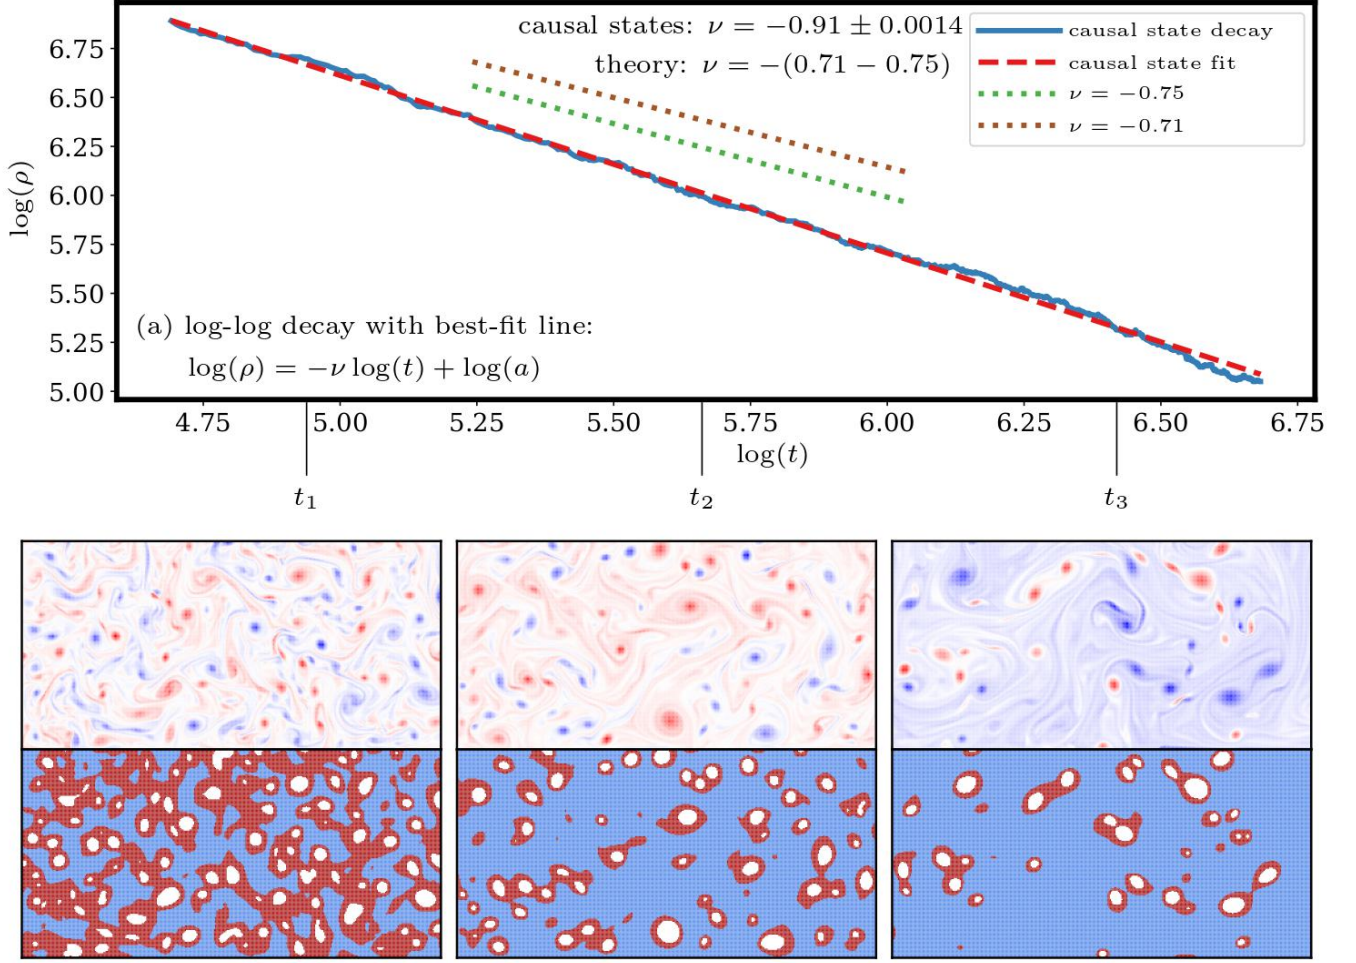 causal states: ν = −0.91 ± 0.0014
theory: ν = −(0.71 − 0.75)
causal state decay
causal state fit
ν = −0.75
ν = −0.71
log(ρ)
6.75
6.50
6.25
6.00
5.75
5.50
5.25
5.00
(a) log-log decay with best-fit line:
log(ρ) = −ν log(t) + log(a)
4.75 5.00 5.25 5.50 5.75 6.00 6.25 6.50 6.75
log(t)
t₁ t₂ t₃